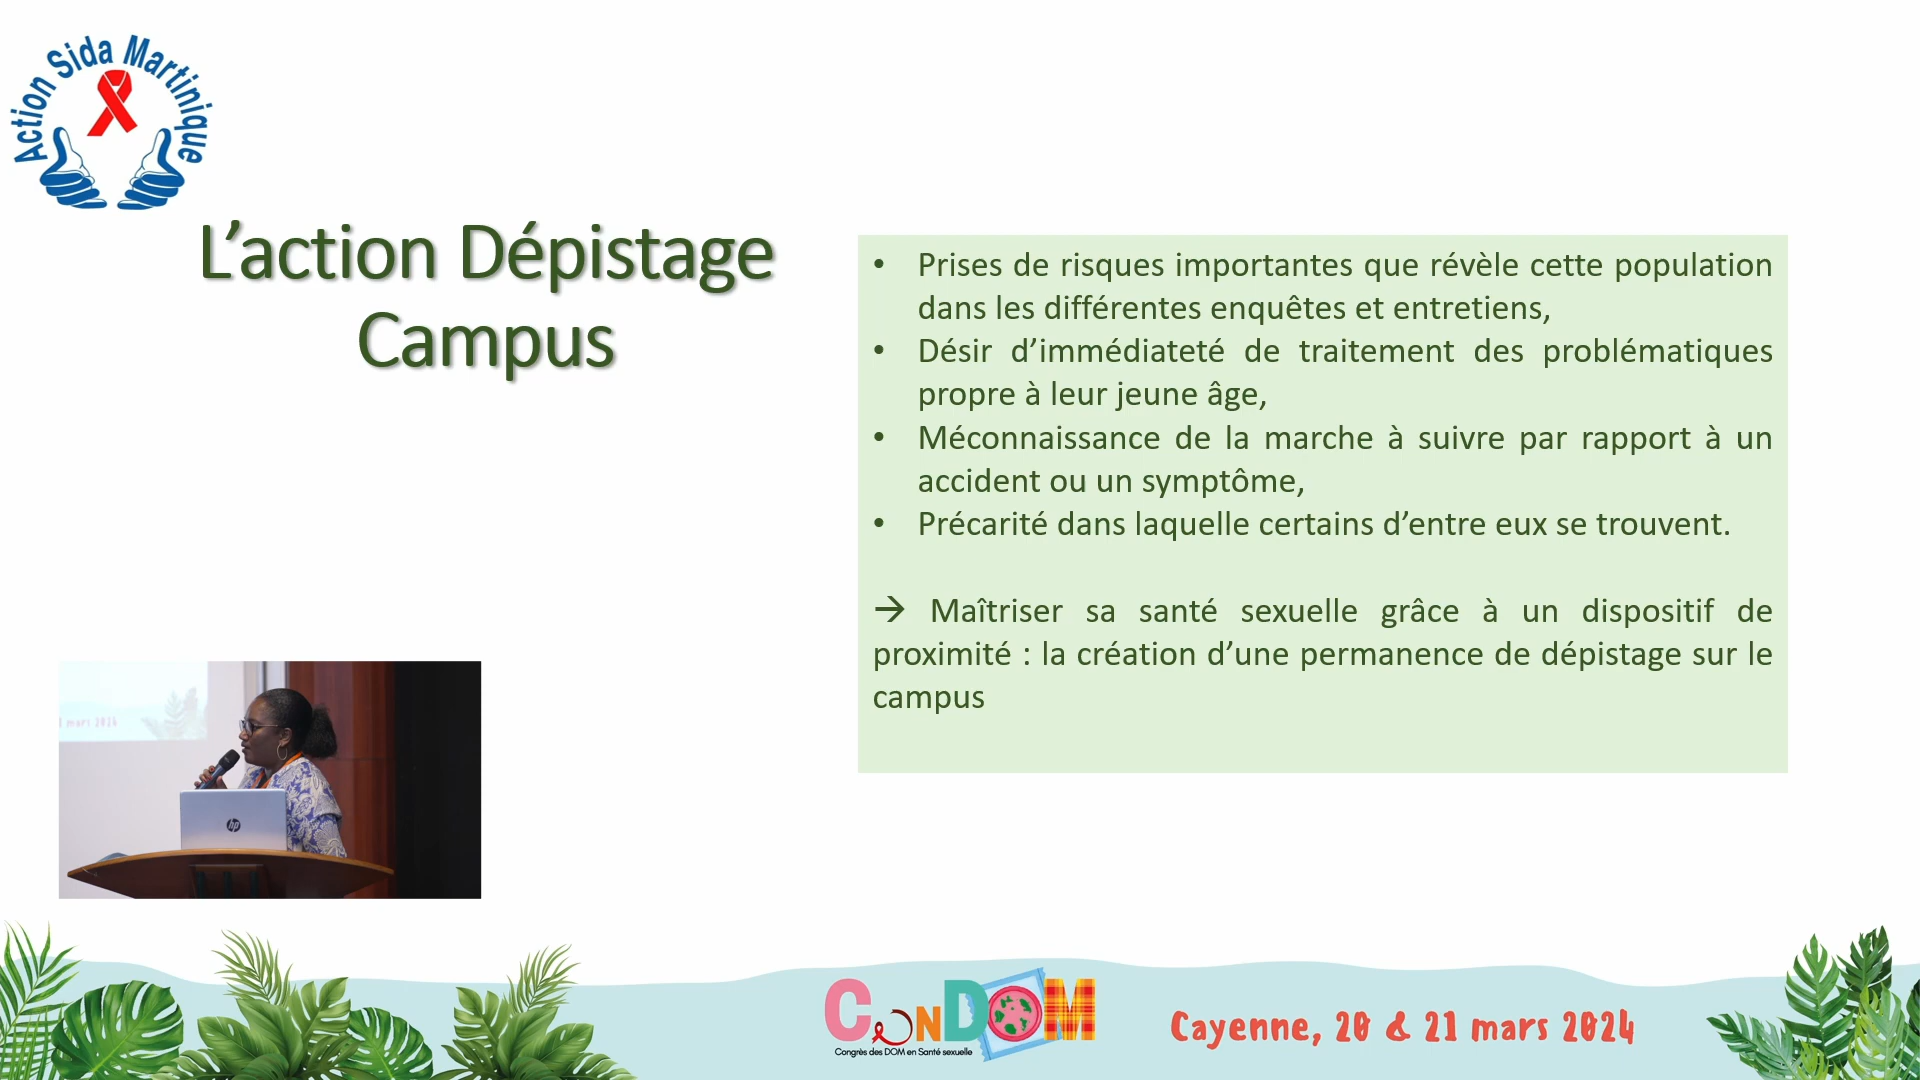 Action Sida Martinique
L’action Dépistage
Campus
• Prises de risques importantes que révèle cette population
dans les différentes enquêtes et entretiens,
• Désir d’immédiateté de traitement des problématiques
propre à leur jeune âge,
• Méconnaissance de la marche à suivre par rapport à un
accident ou un symptôme,
• Précarité dans laquelle certains d’entre eux se trouvent.
→ Maîtriser sa santé sexuelle grâce à un dispositif de
proximité : la création d’une permanence de dépistage sur le
campus
mars 2024
hp
ConDOM
Congrès des DOM en Santé sexuelle
Cayenne, 20 & 21 mars 2024